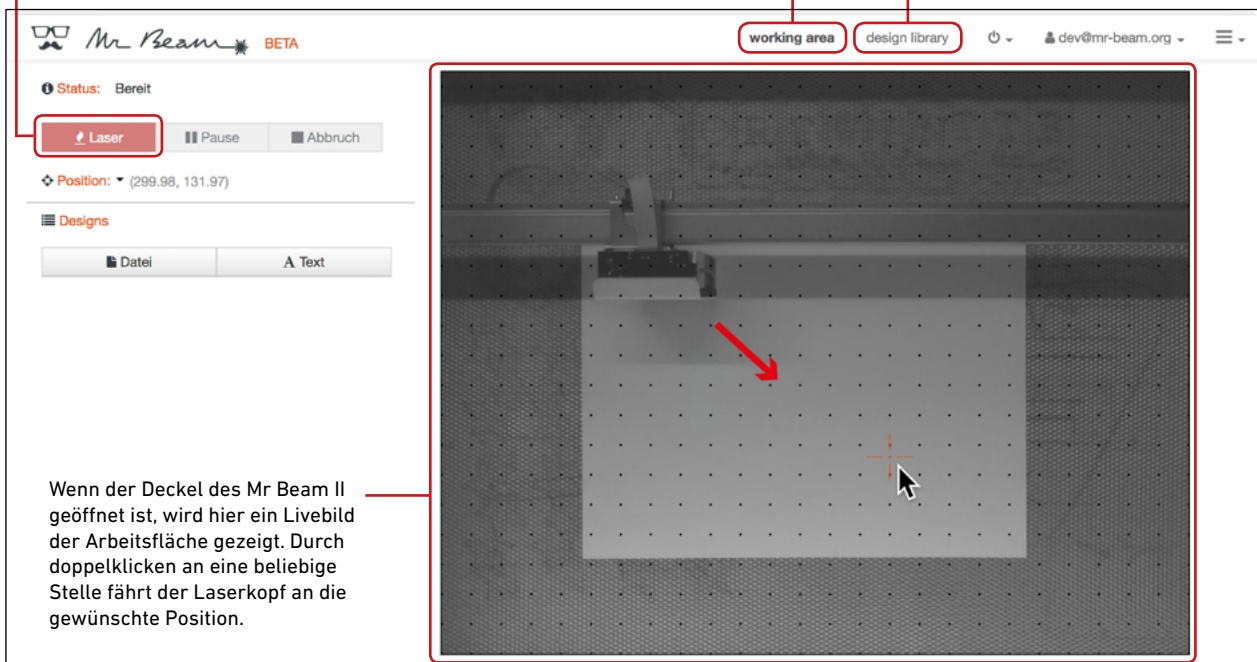 Mr Beam BETA
working area design library dev@mr-beam.org
Status: Bereit
Laser Pause Abbruch
Position: (299.98, 131.97)
Designs
Datei A Text
Wenn der Deckel des Mr Beam II
geöffnet ist, wird hier ein Livebild
der Arbeitsfläche gezeigt. Durch
doppelklicken an eine beliebige
Stelle fährt der Laserkopf an die
gewünschte Position.